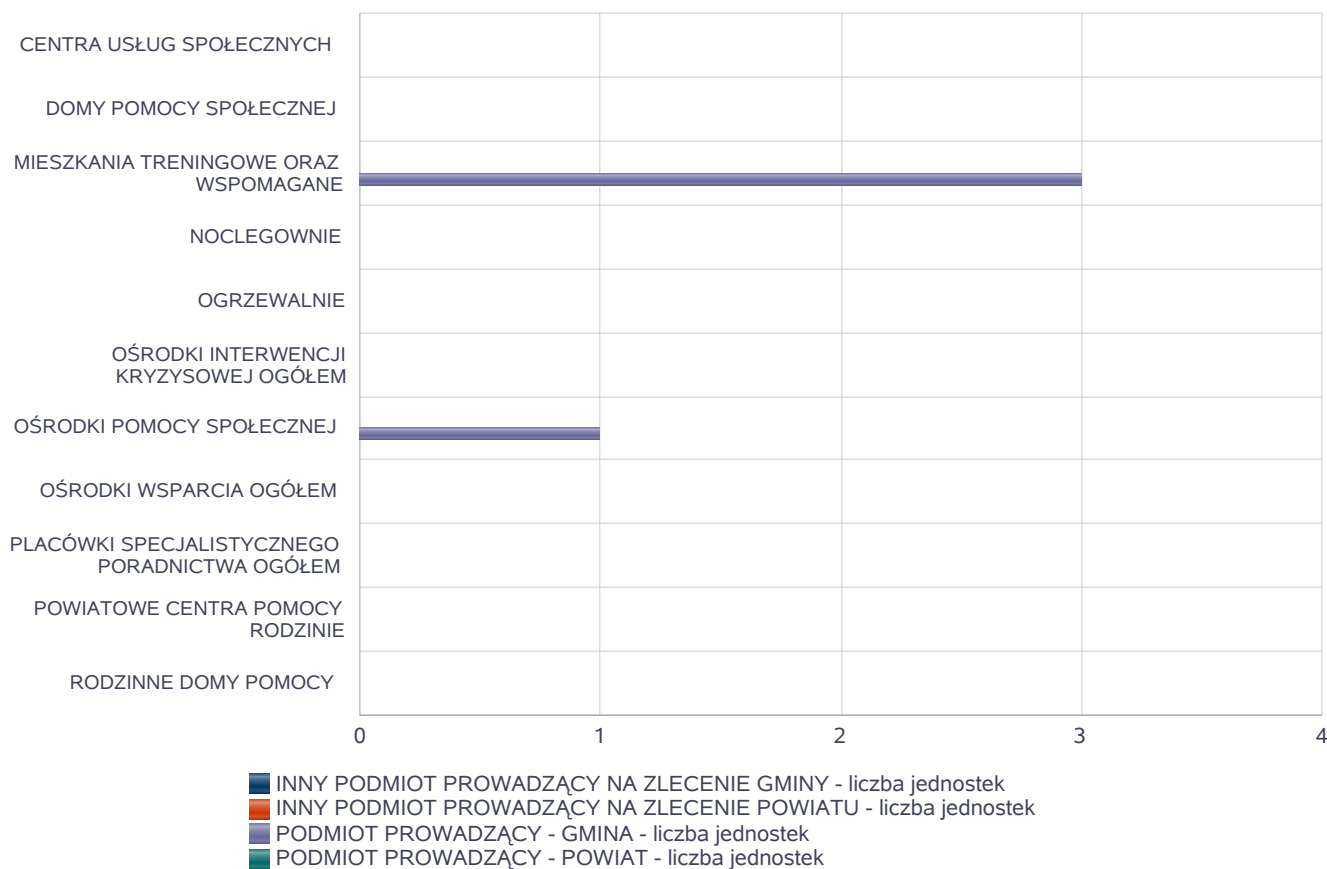 CENTRA USŁUG SPOŁECZNYCH
DOMY POMOCY SPOŁECZNEJ
MIESZKANIA TRENINGOWE ORAZ
WSPOMAGANE
NOCLEGOWNIE
OGRZEWALNIE
OŚRODKI INTERWENCJI
KRYZYSOWEJ OGÓŁEM
OŚRODKI POMOCY SPOŁECZNEJ
OŚRODKI WSPARCIA OGÓŁEM
PLACÓWKI SPECJALISTYCZNEGO
PORADNICTWA OGÓŁEM
POWIATOWE CENTRA POMOCY
RODZINIE
RODZINNE DOMY POMOCY
0 1 2 3 4
INNY PODMIOT PROWADZĄCY NA ZLECENIE GMINY - liczba jednostek
INNY PODMIOT PROWADZĄCY NA ZLECENIE POWIATU - liczba jednostek
PODMIOT PROWADZĄCY - GMINA - liczba jednostek
PODMIOT PROWADZĄCY - POWIAT - liczba jednostek